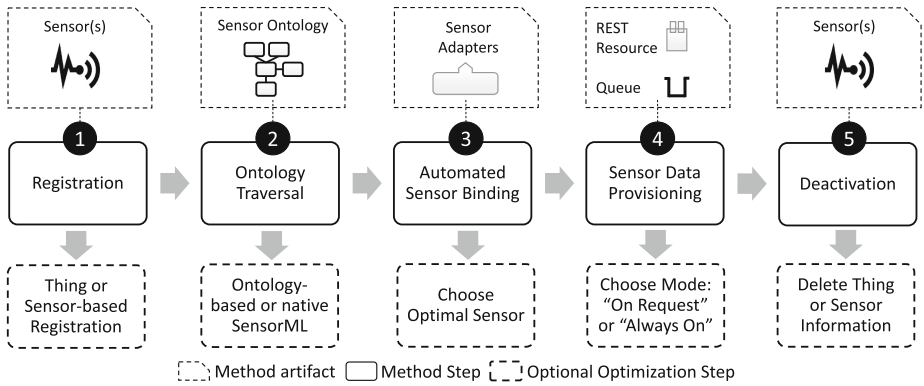 Sensor(s)
Sensor Ontology
Sensor
Adapters
REST
Resource
Queue
Sensor(s)
1
2
3
4
5
Registration
Ontology
Traversal
Automated
Sensor Binding
Sensor Data
Provisioning
Deactivation
Thing or
Sensor-based
Registration
Ontology-
based or native
SensorML
Choose
Optimal Sensor
Choose Mode:
“On Request”
or “Always On”
Delete Thing
or Sensor
Information
Method artifact
Method Step
Optional Optimization Step